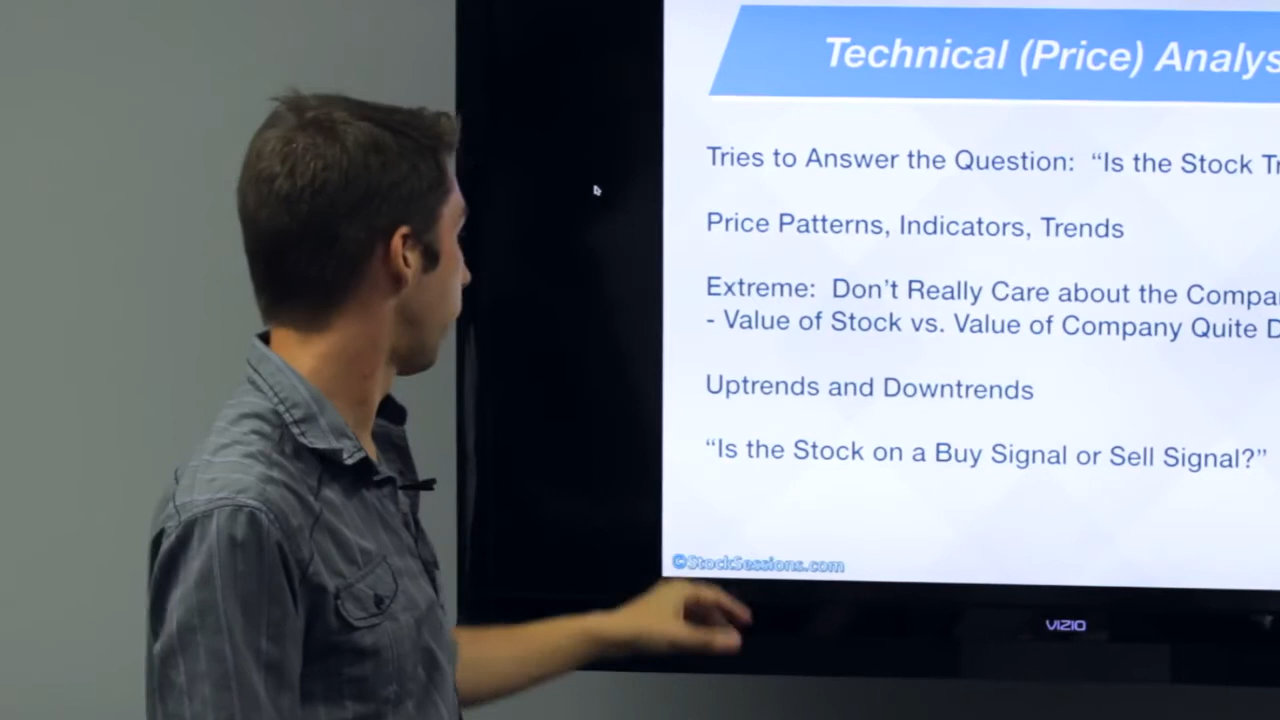 Technical (Price) Analys
Tries to Answer the Question: “Is the Stock Tr
Price Patterns, Indicators, Trends
Extreme: Don’t Really Care about the Compa
- Value of Stock vs. Value of Company Quite D
Uptrends and Downtrends
“Is the Stock on a Buy Signal or Sell Signal?”
©StockSessions.com
VIZIO